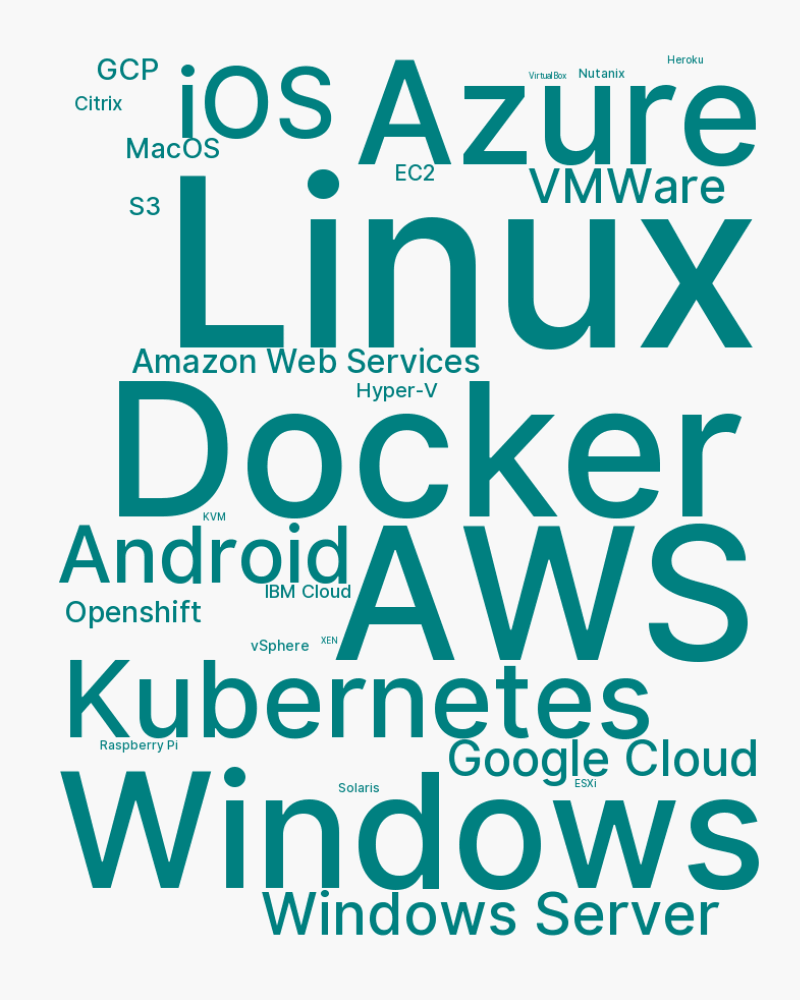 Heroku
GCP
iOS
Azure
VirtualBox
Nutanix
Citrix
MacOS
EC2
VMWare
S3
Linux
Amazon Web Services
Hyper-V
Docker
KVM
Android
AWS
IBM Cloud
Openshift
vSphere
XEN
Kubernetes
Raspberry Pi
Google Cloud
Windows
Solaris
ESXi
Windows Server